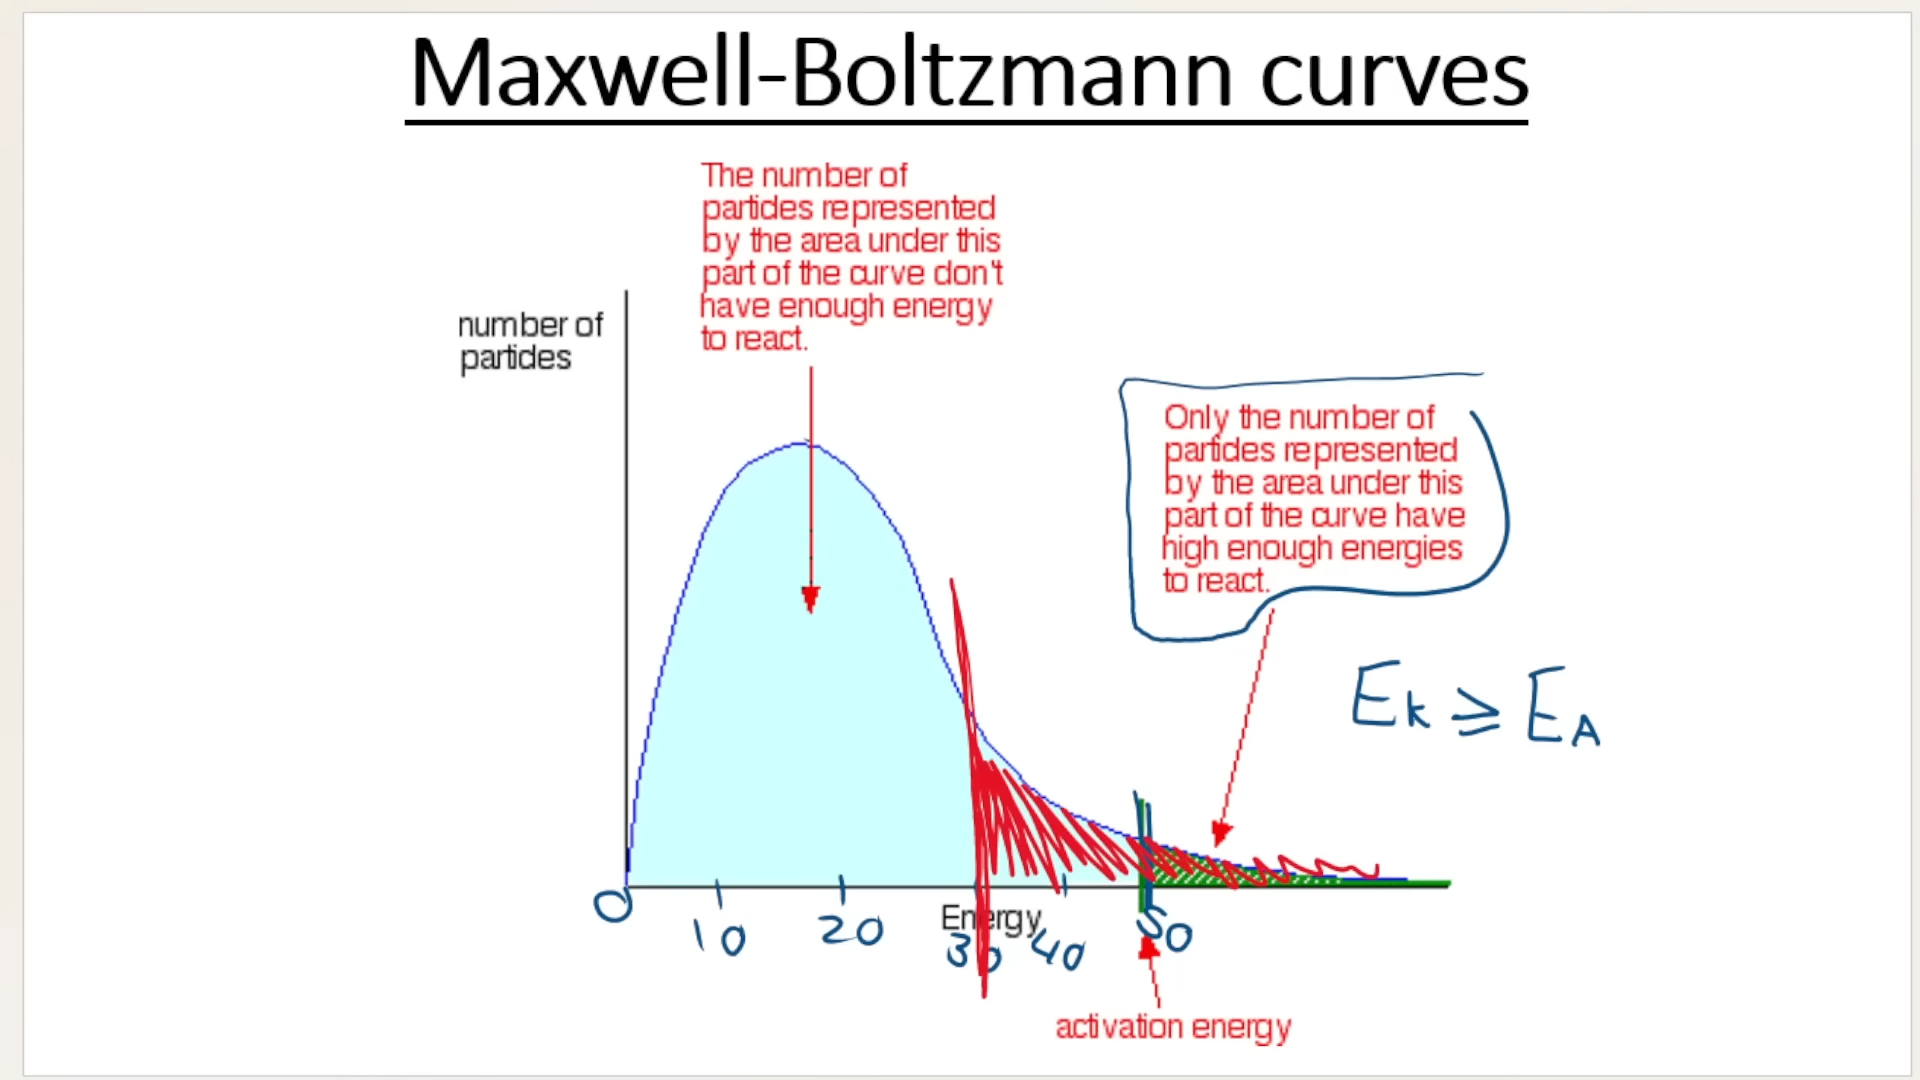 Maxwell-Boltzmann curves
The number of
particles represented
by the area under this
part of the curve don't
have enough energy
to react.
number of
particles
Only the number of
particles represented
by the area under this
part of the curve have
high enough energies
to react.
Ek ≥ EA
Energy
0 10 20 30 40 50
activation energy